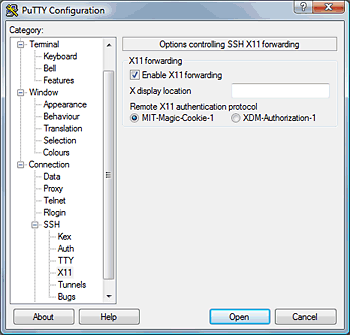 PuTTY Configuration
Category:
Terminal
Keyboard
Bell
Features
Window
Appearance
Behaviour
Translation
Selection
Colours
Connection
Data
Proxy
Telnet
Rlogin
SSH
Kex
Auth
TTY
X11
Tunnels
Bugs
Options controlling SSH X11 forwarding
X11 forwarding
Enable X11 forwarding
X display location
Remote X11 authentication protocol
MIT-Magic-Cookie-1 XDM-Authorization-1
About Help Open Cancel